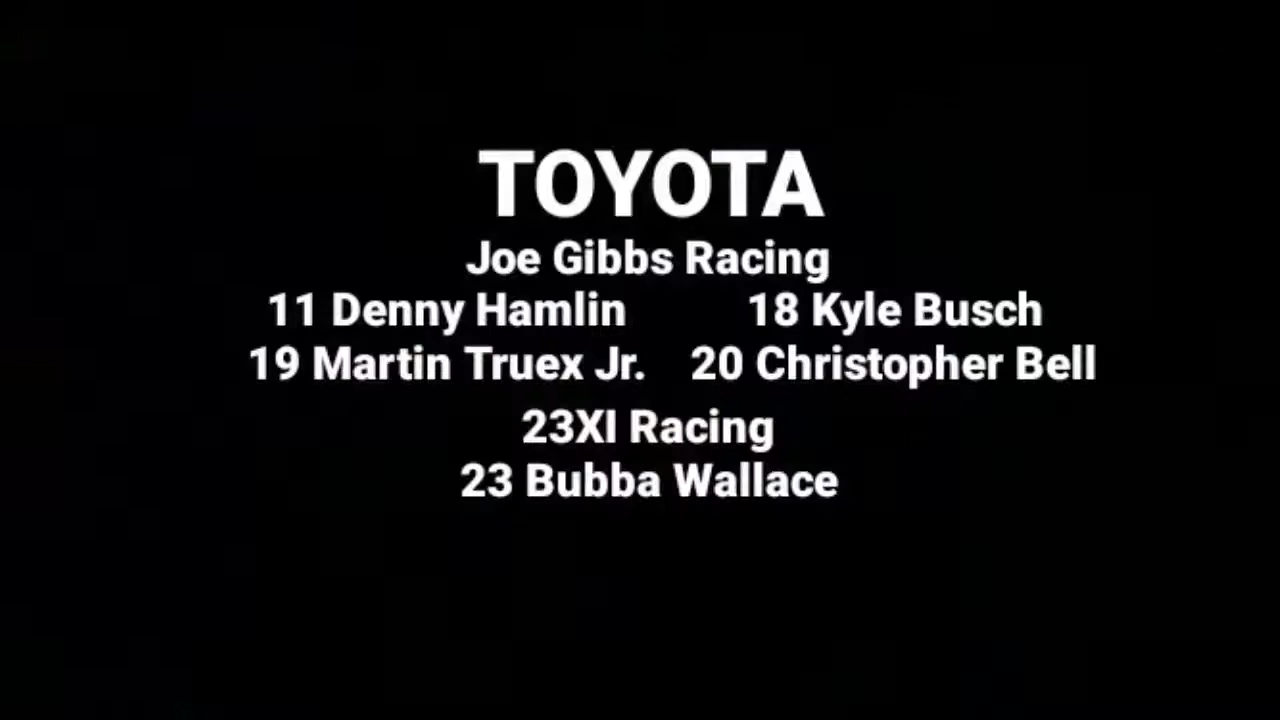 TOYOTA
Joe Gibbs Racing
11 Denny Hamlin 18 Kyle Busch
19 Martin Truex Jr. 20 Christopher Bell
23XI Racing
23 Bubba Wallace